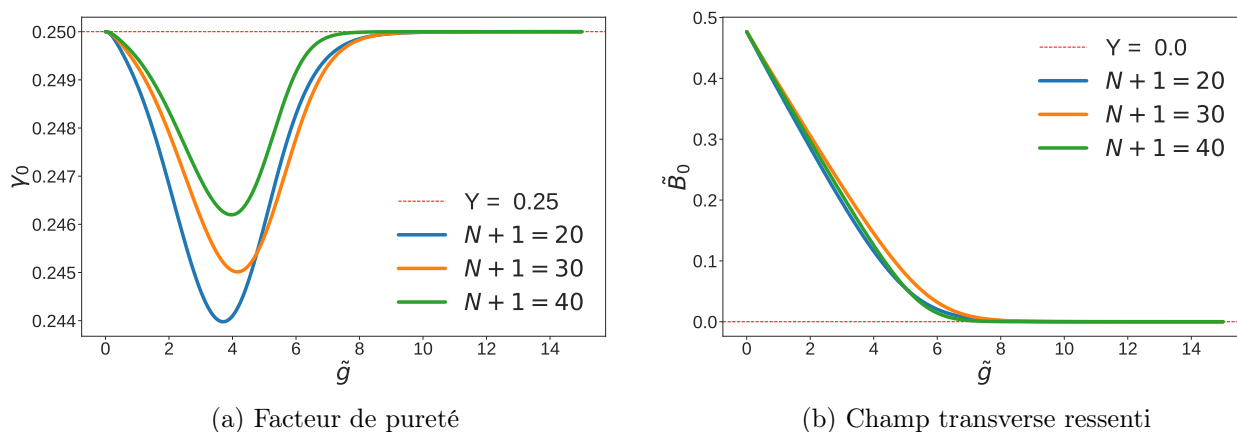 0.250
0.249
0.248
0.247
0.246
0.245
0.244
γ₀
0 2 4 6 8 10 12 14
g̃
Y = 0.25
N + 1 = 20
N + 1 = 30
N + 1 = 40
(a) Facteur de pureté
0.5
0.4
0.3
0.2
0.1
0.0
B̃₀
0 2 4 6 8 10 12 14
g̃
Y = 0.0
N + 1 = 20
N + 1 = 30
N + 1 = 40
(b) Champ transverse ressenti